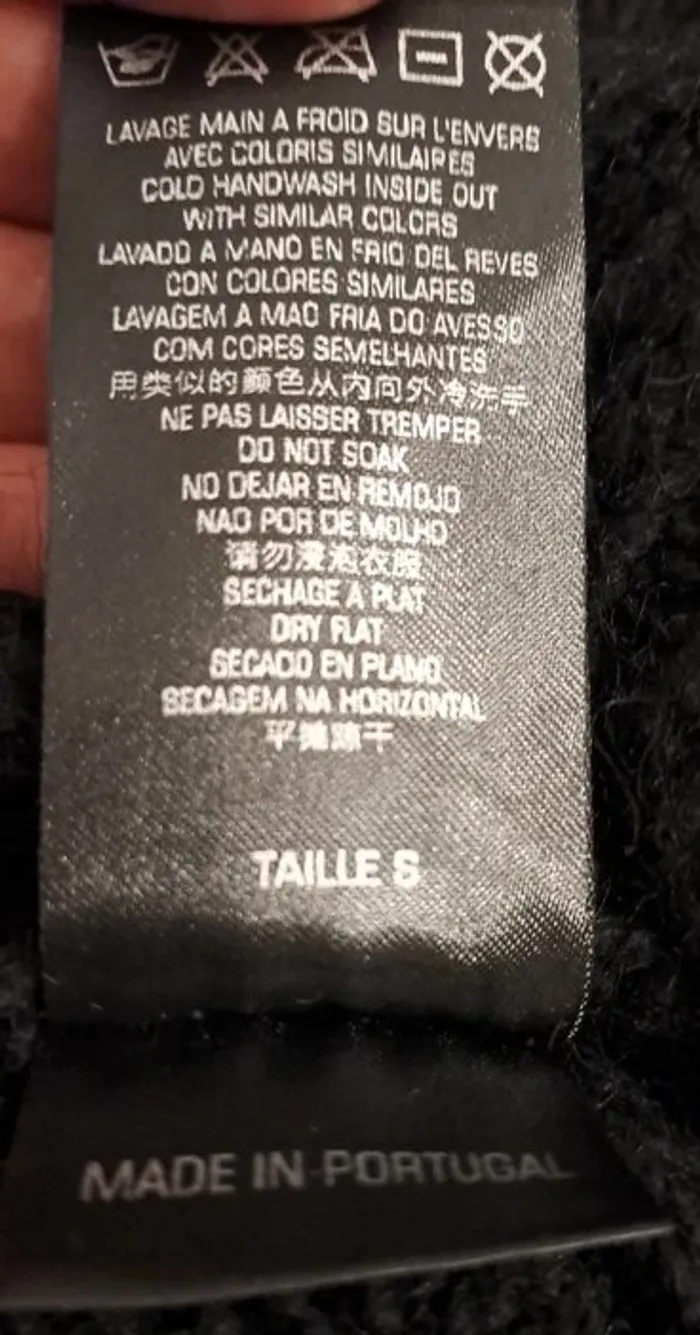 LAVAGE MAIN A FROID SUR L'ENVERS
AVEC COLORIS SIMILAIRES
COLD HANDWASH INSIDE OUT
WITH SIMILAR COLORS
LAVADO A MANO EN FRIO DEL REVES
CON COLORES SIMILARES
LAVAGEM A MAO FRIA DO AVESSO
COM CORES SEMELHANTES
用类似的颜色从内向外冷洗手
NE PAS LAISSER TREMPER
DO NOT SOAK
NO DEJAR EN REMOJO
NAO POR DE MOLHO
请勿浸泡衣服
SECHAGE A PLAT
DRY FLAT
SECADO EN PLANO
SECAGEM NA HORIZONTAL
平摊晾干
TAILLE S
MADE IN PORTUGAL